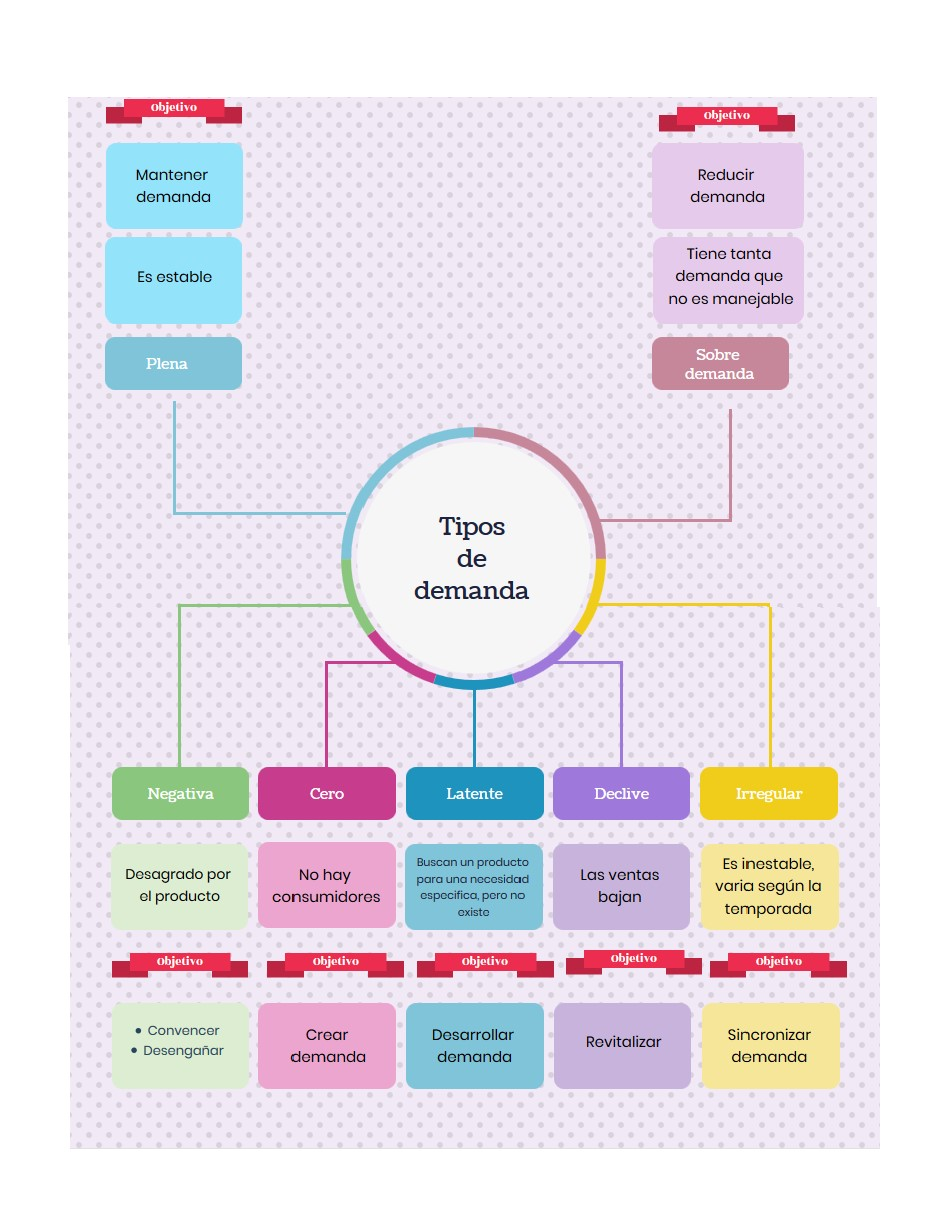 Objetivo
Mantener
demanda
Es estable
Plena
Objetivo
Reducir
demanda
Tiene tanta
demanda que
no es manejable
Sobre
demanda
Tipos
de
demanda
Negativa
Cero
Latente
Declive
Irregular
Desagrado por
el producto
No hay
consumidores
Buscan un producto
para una necesidad
especifica, pero no
existe
Las ventas
bajan
Es inestable,
varia según la
temporada
Objetivo
Objetivo
Objetivo
Objetivo
Objetivo
• Convencer
• Desengañar
Crear
demanda
Desarrollar
demanda
Revitalizar
Sincronizar
demanda